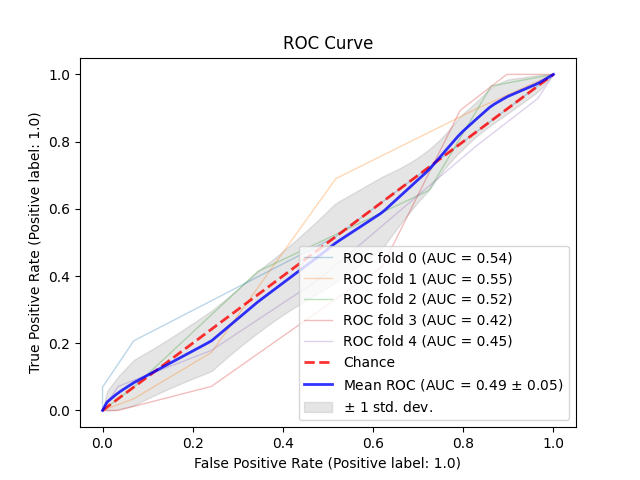 ROC Curve
True Positive Rate (Positive label: 1.0)
1.0
0.8
0.6
0.4
0.2
0.0
ROC fold 0 (AUC = 0.54)
ROC fold 1 (AUC = 0.55)
ROC fold 2 (AUC = 0.52)
ROC fold 3 (AUC = 0.42)
ROC fold 4 (AUC = 0.45)
Chance
Mean ROC (AUC = 0.49 ± 0.05)
± 1 std. dev.
0.0 0.2 0.4 0.6 0.8 1.0
False Positive Rate (Positive label: 1.0)